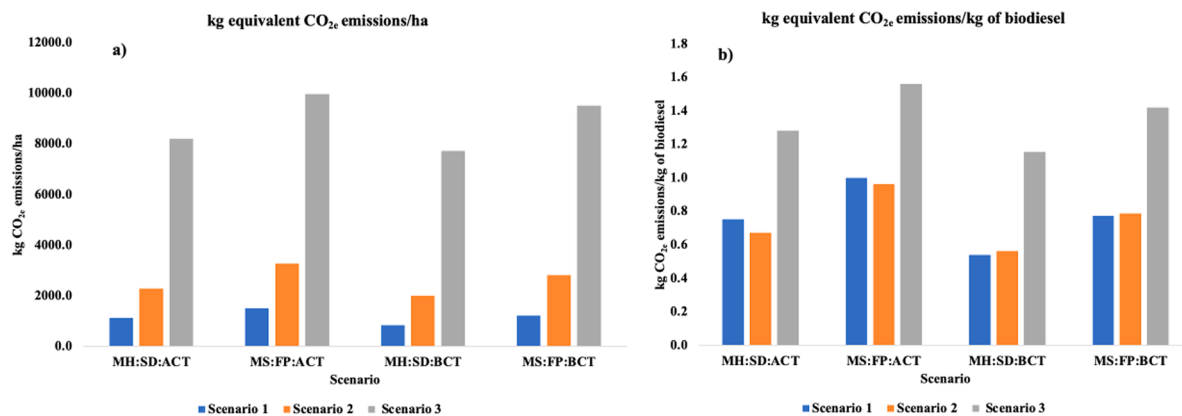 kg equivalent CO₂ₑ emissions/ha
a)
kg CO₂ₑ emissions/ha
12000.0
10000.0
8000.0
6000.0
4000.0
2000.0
0.0
MH:SD:ACT MS:FP:ACT MH:SD:BCT MS:FP:BCT
Scenario
Scenario 1 Scenario 2 Scenario 3
kg equivalent CO₂ₑ emissions/kg of biodiesel
b)
kg CO₂ₑ emissions/kg of biodiesel
1.8
1.6
1.4
1.2
1.0
0.8
0.6
0.4
0.2
0.0
MH:SD:ACT MS:FP:ACT MH:SD:BCT MS:FP:BCT
Scenario
Scenario 1 Scenario 2 Scenario 3